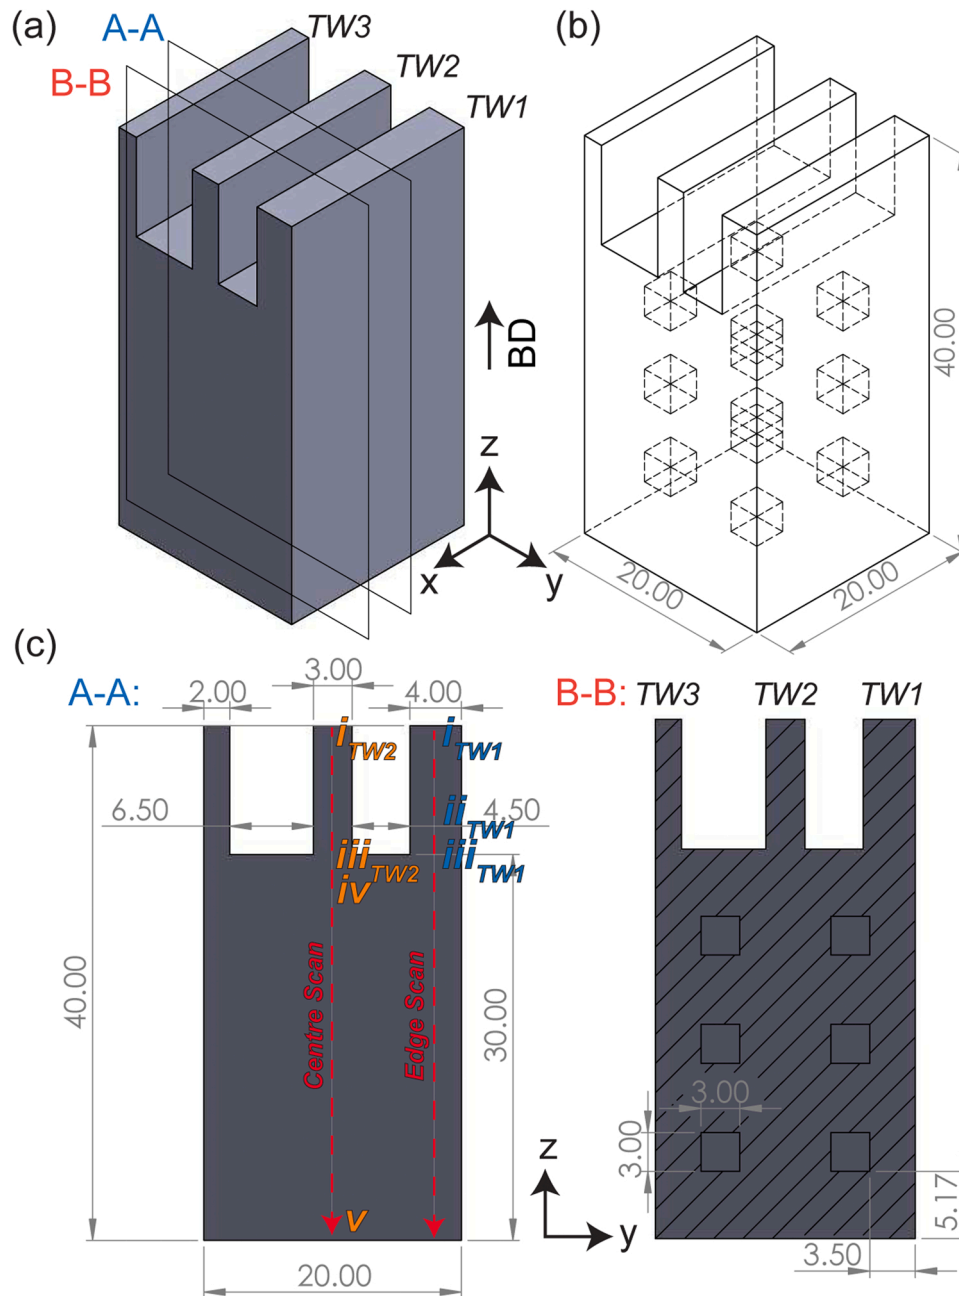 (a)
A-A
TW3
(b)
B-B
TW2
TW1
BD
z
x
y
40.00
20.00
20.00
(c)
A-A:
3.00
2.00
4.00
B-B:
TW3
TW2
TW1
i TW2
i TW1
6.50
ii TW1
4.50
iii TW2
iii TW1
iv
40.00
Centre Scan
Edge Scan
30.00
3.00
3.00
z
5.17
v
y
3.50
20.00